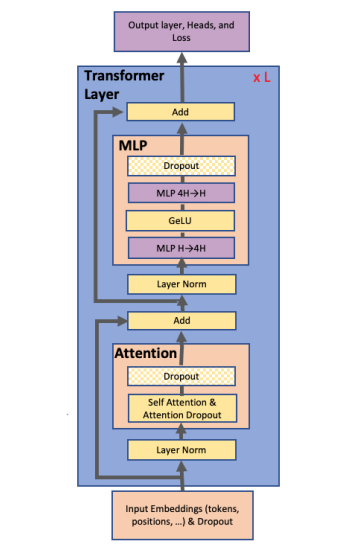 Output layer, Heads, and
Loss
Transformer
Layer
x L
Add
MLP
Dropout
MLP 4H→H
GeLU
MLP H→4H
Layer Norm
Add
Attention
Dropout
Self Attention &
Attention Dropout
Layer Norm
Input Embeddings (tokens,
positions, ...) & Dropout